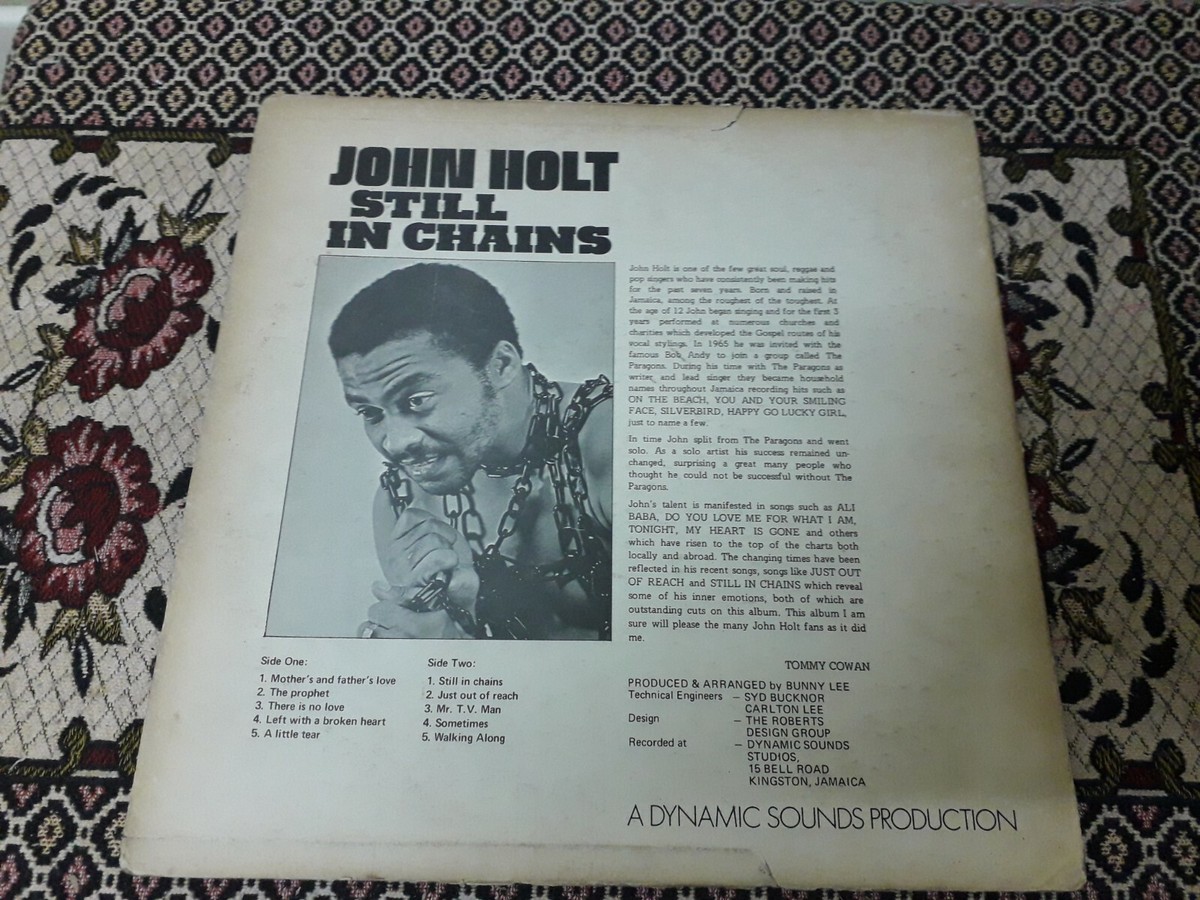 JOHN HOLT
STILL
IN CHAINS
John Holt is one of the few great soul, reggae and
pop singers who have consistently been making hits
for the past seven years. Born and raised in
Jamaica, among the roughest of the toughest. At
the age of 12 John began singing and for the first 3
years performed at numerous churches and
charities which developed the Gospel routes of his
vocal stylings. In 1965 he was invited with the
famous Bob Andy to join a group called The
Paragons. During his time with The Paragons as
writer and lead singer they became household
names throughout Jamaica recording hits such as
ON THE BEACH, YOU AND YOUR SMILING
FACE, SILVERBIRD, HAPPY GO LUCKY GIRL,
just to name a few.
In time John split from The Paragons and went
solo. As a solo artist his success remained un-
changed, surprising a great many people who
thought he could not be successful without The
Paragons.
John's talent is manifested in songs such as ALI
BABA, DO YOU LOVE ME FOR WHAT I AM,
TONIGHT, MY HEART IS GONE and others
which have risen to the top of the charts both
locally and abroad. The changing times have been
reflected in his recent songs, songs like JUST OUT
OF REACH and STILL IN CHAINS which reveal
some of his inner emotions, both of which are
outstanding cuts on this album. This album I am
sure will please the many John Holt fans as it did
me.
TOMMY COWAN
Side One:
1. Mother's and father's love
2. The prophet
3. There is no love
4. Left with a broken heart
5. A little tear
Side Two:
1. Still in chains
2. Just out of reach
3. Mr. T.V. Man
4. Sometimes
5. Walking Along
PRODUCED & ARRANGED by BUNNY LEE
Technical Engineers – SYD BUCKNOR
CARLTON LEE
Design – THE ROBERTS
DESIGN GROUP
Recorded at – DYNAMIC SOUNDS
STUDIOS,
15 BELL ROAD
KINGSTON, JAMAICA
A DYNAMIC SOUNDS PRODUCTION